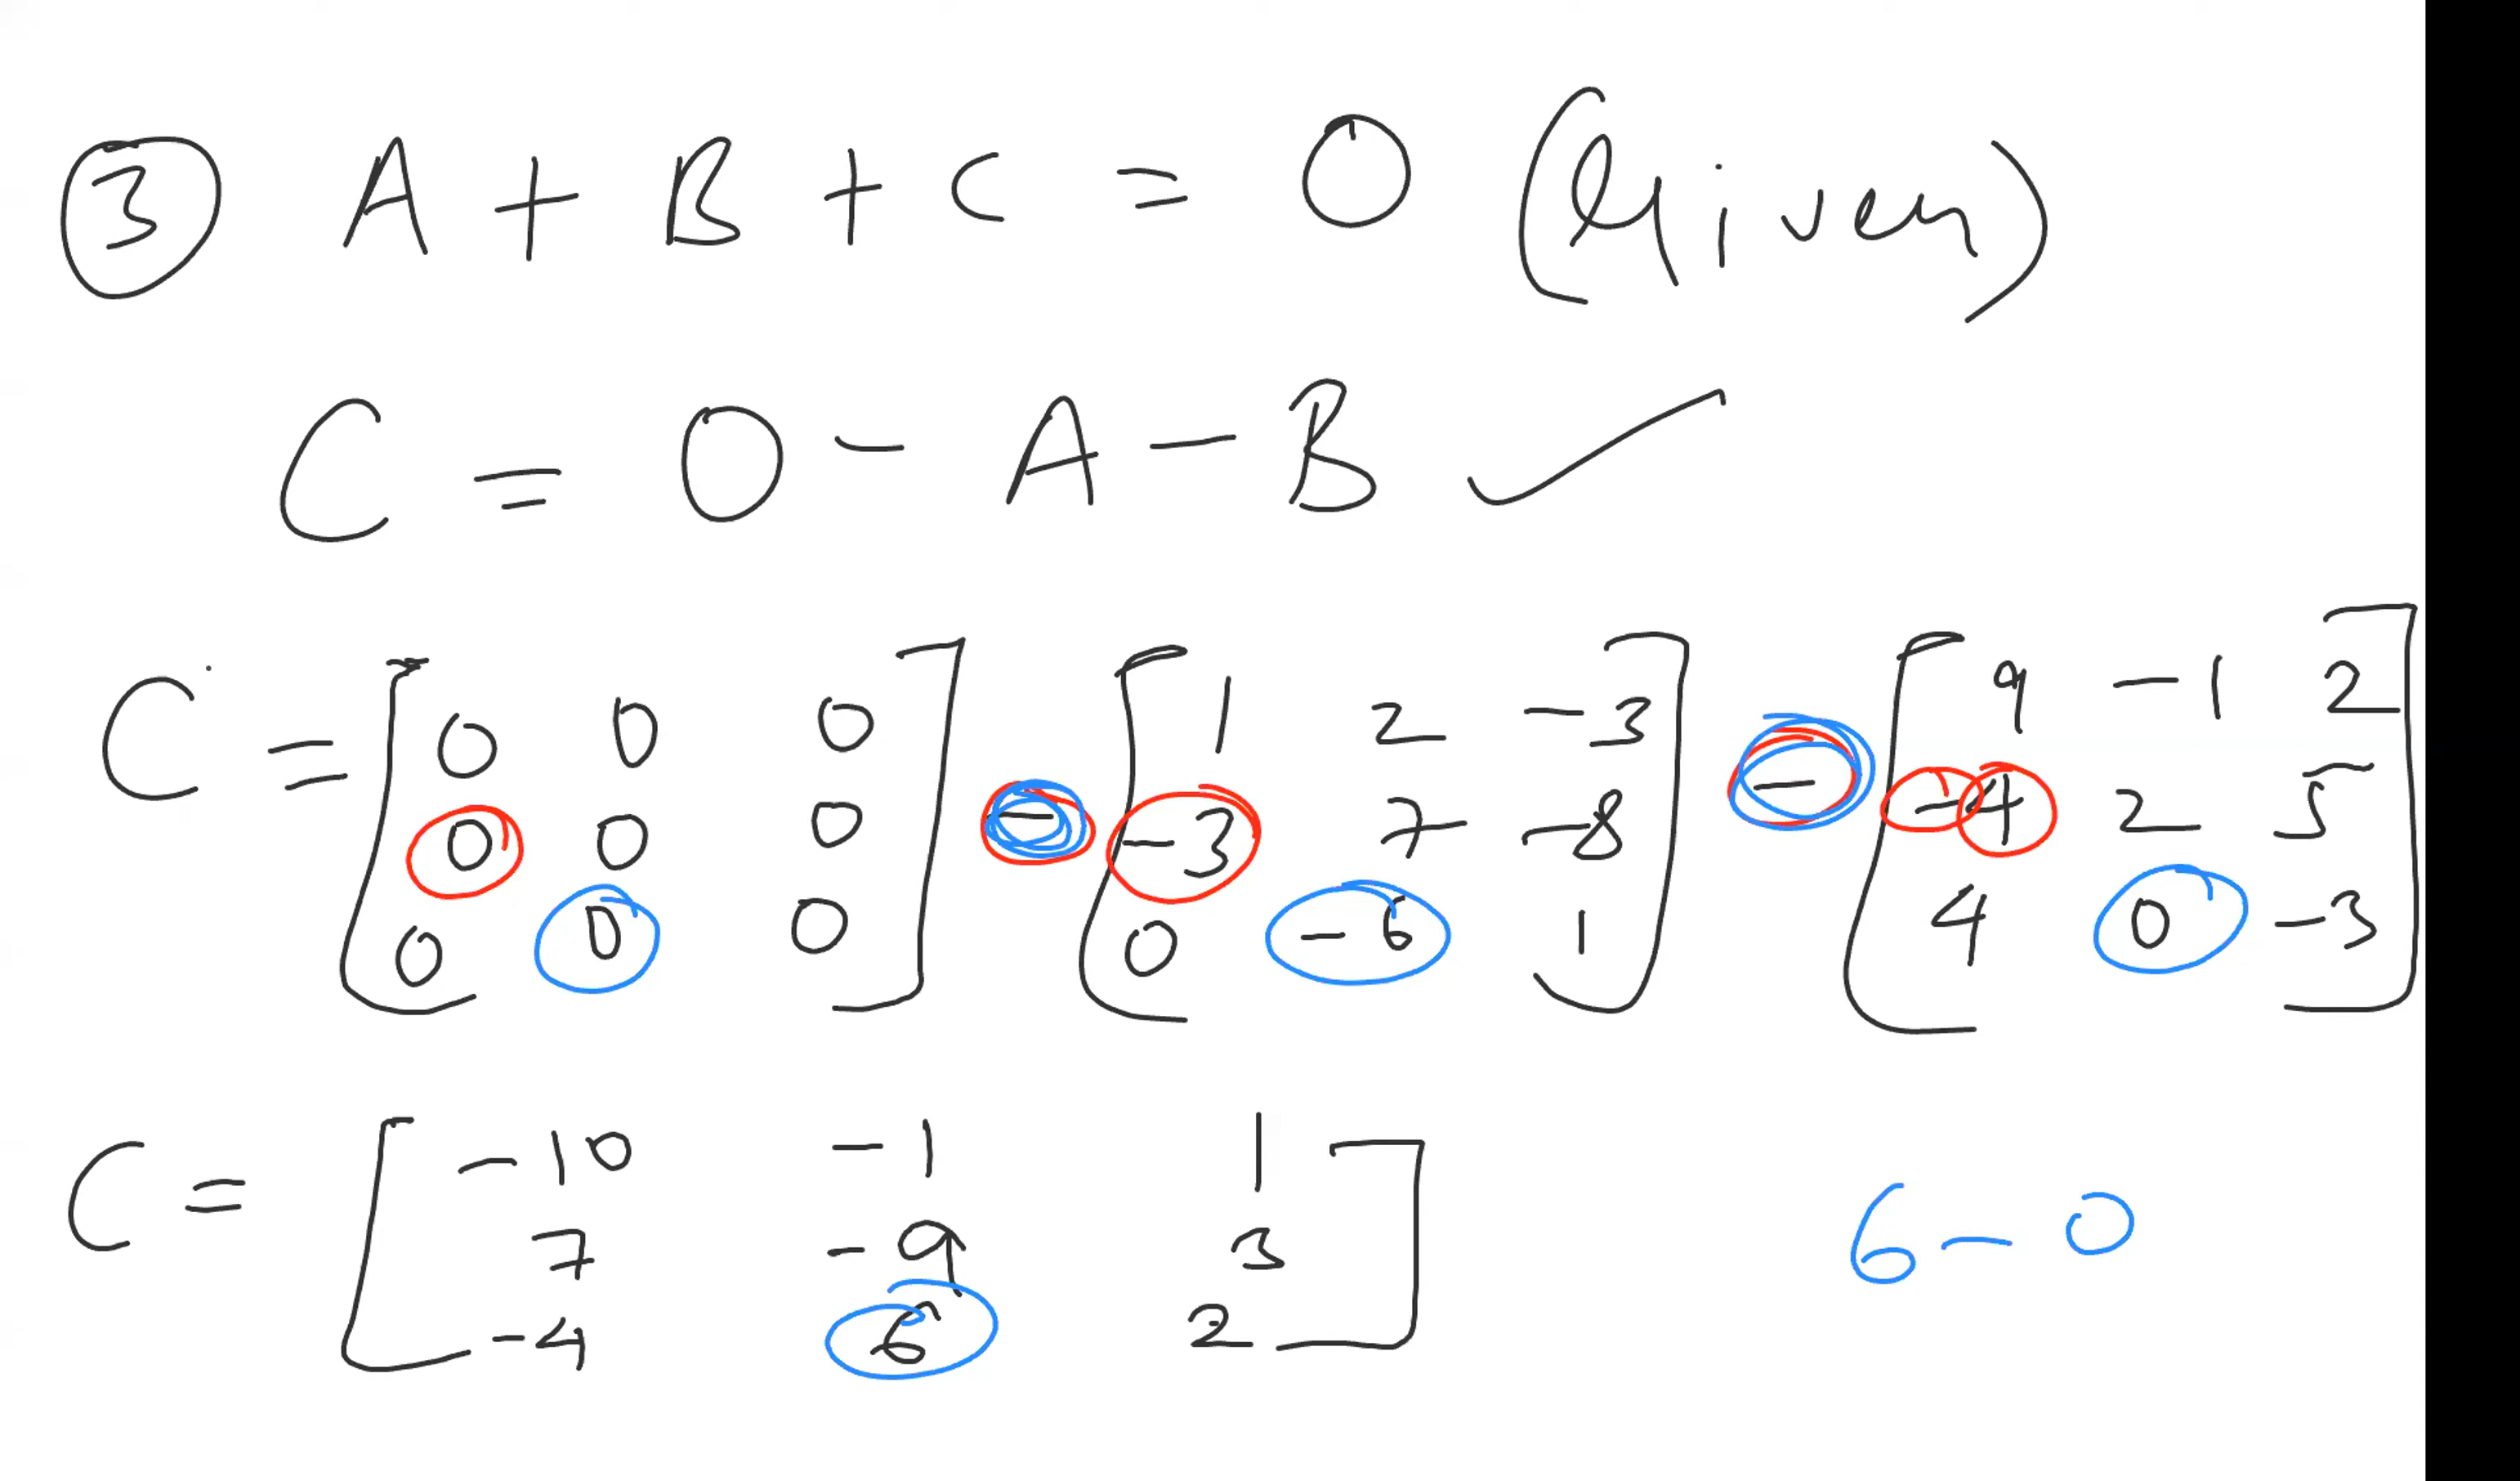 ③ A + B + C = 0 (Given)
C = 0 - A - B ✓
C = [0 0 0 - [1 2 -3 - [9 -1 2
0 0 0] -3 7 -8] -4 2 5]
0 0 0 0 -6 1 4 0 -3
C = [-10 -1 1]
7 -9 3
-4 6 2
6 - 0